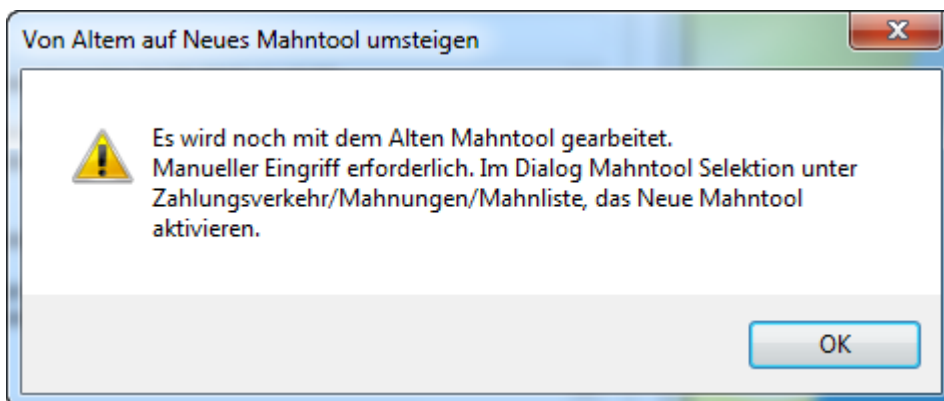 Von Altem auf Neues Mahntool umsteigen
Es wird noch mit dem Alten Mahntool gearbeitet.
Manueller Eingriff erforderlich. Im Dialog Mahntool Selektion unter
Zahlungsverkehr/Mahnungen/Mahnliste, das Neue Mahntool
aktivieren.
OK